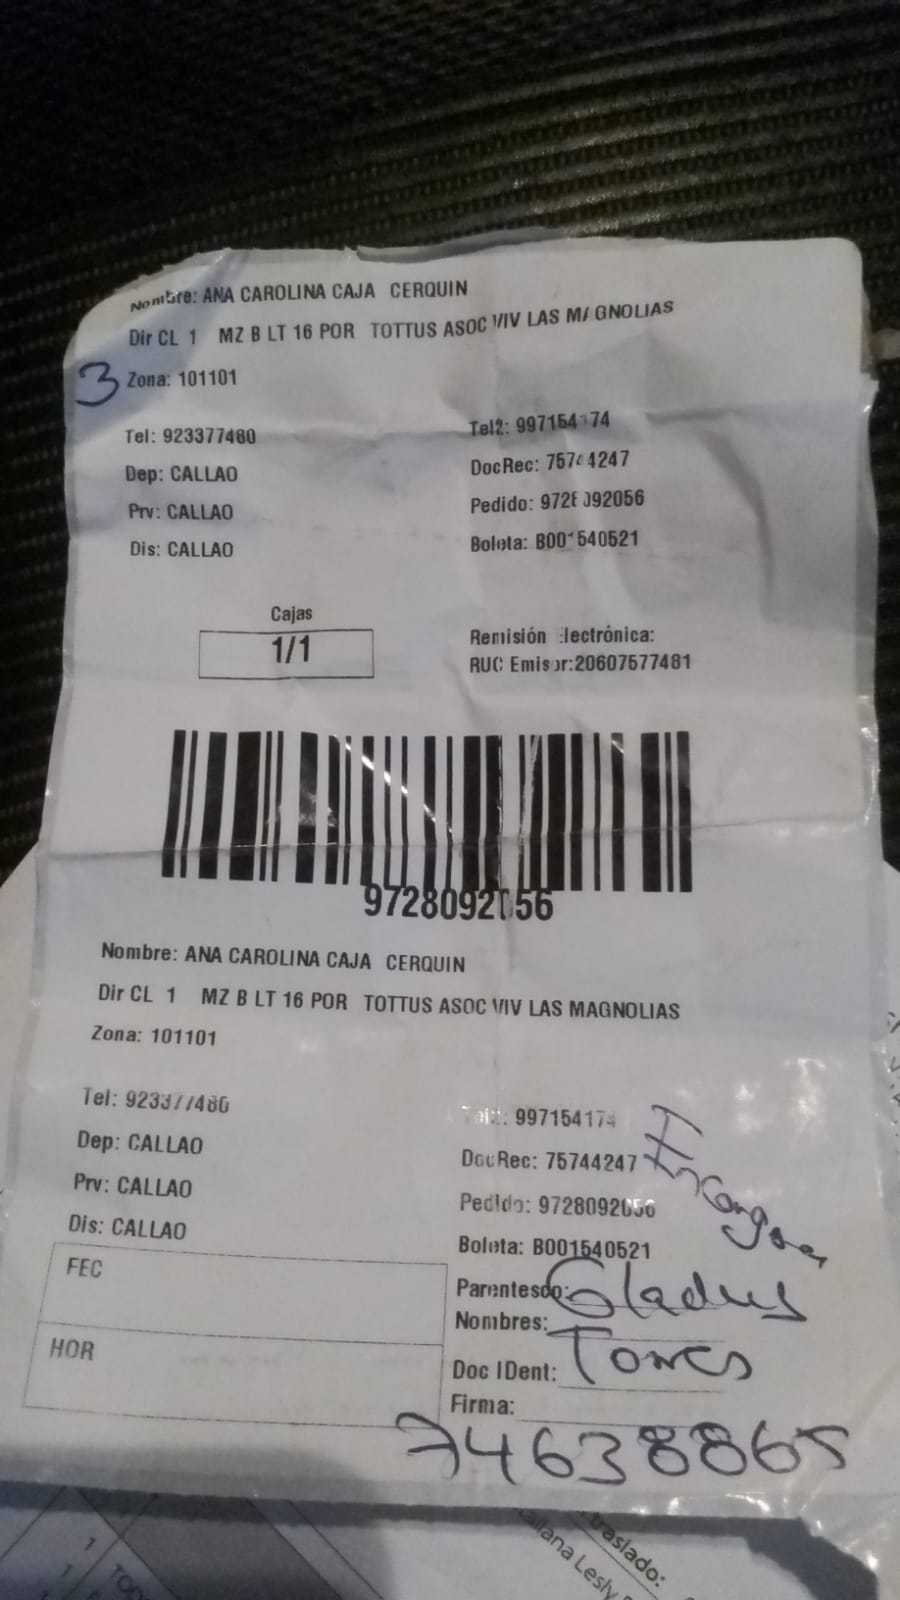 Nombre: ANA CAROLINA CAJA CERQUIN
Dir CL 1 MZ B LT 16 POR TOTTUS ASOC VIV LAS MAGNOLIAS
3 Zona: 101101
Tel: 923377480 Tel2: 997154174
Dep: CALLAO DocRec: 75744247
Prv: CALLAO Pedido: 9728092056
Dis: CALLAO Boleta: B001540521
Cajas
1/1
Remisión Electrónica:
RUC Emisor:20607577481
9728092056
Nombre: ANA CAROLINA CAJA CERQUIN
Dir CL 1 MZ B LT 16 POR TOTTUS ASOC VIV LAS MAGNOLIAS
Zona: 101101
Tel: 923377480 Tel2: 997154174
Dep: CALLAO DocRec: 75744247
Prv: CALLAO Pedido: 9728092056
Dis: CALLAO Boleta: B001540521
FEC
Parentesco: Gladys
Nombres:
HOR
Doc IDent: Torres
Firma:
74638865
traslado:
Lesly